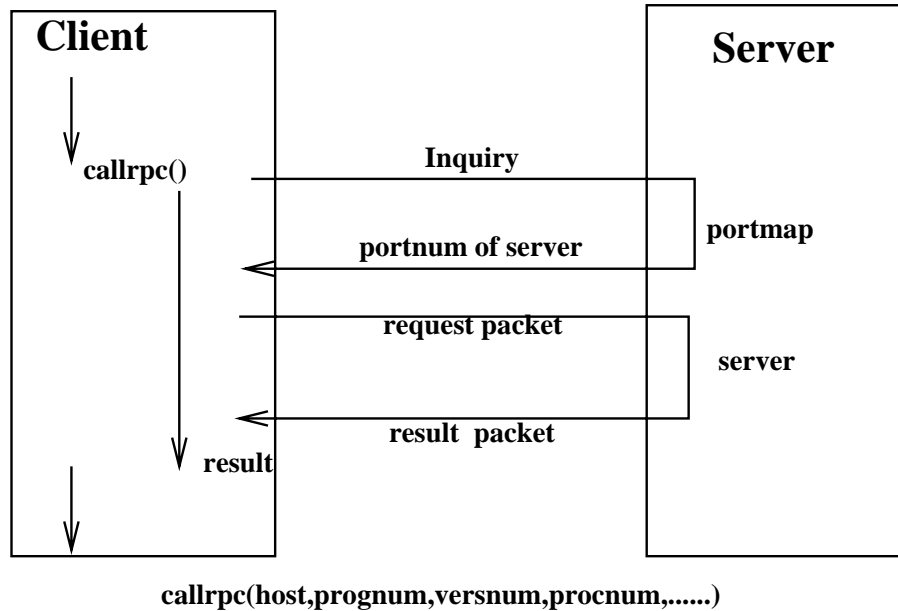 Client
Server
callrpc()
Inquiry
portmap
portnum of server
request packet
server
result packet
result
callrpc(host,prognum,versnum,procnum,......)